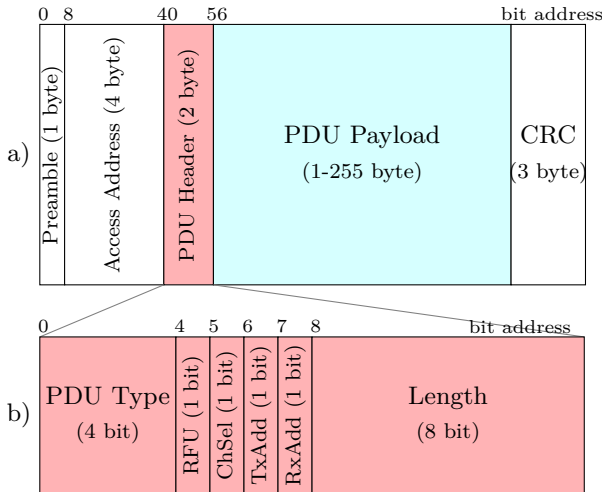 0 8 40 56 bit address
a)
Preamble (1 byte)
Access Address (4 byte)
PDU Header (2 byte)
PDU Payload
(1-255 byte)
CRC
(3 byte)
0 4 5 6 7 8 bit address
b)
PDU Type
(4 bit)
RFU (1 bit)
ChSel (1 bit)
TxAdd (1 bit)
RxAdd (1 bit)
Length
(8 bit)